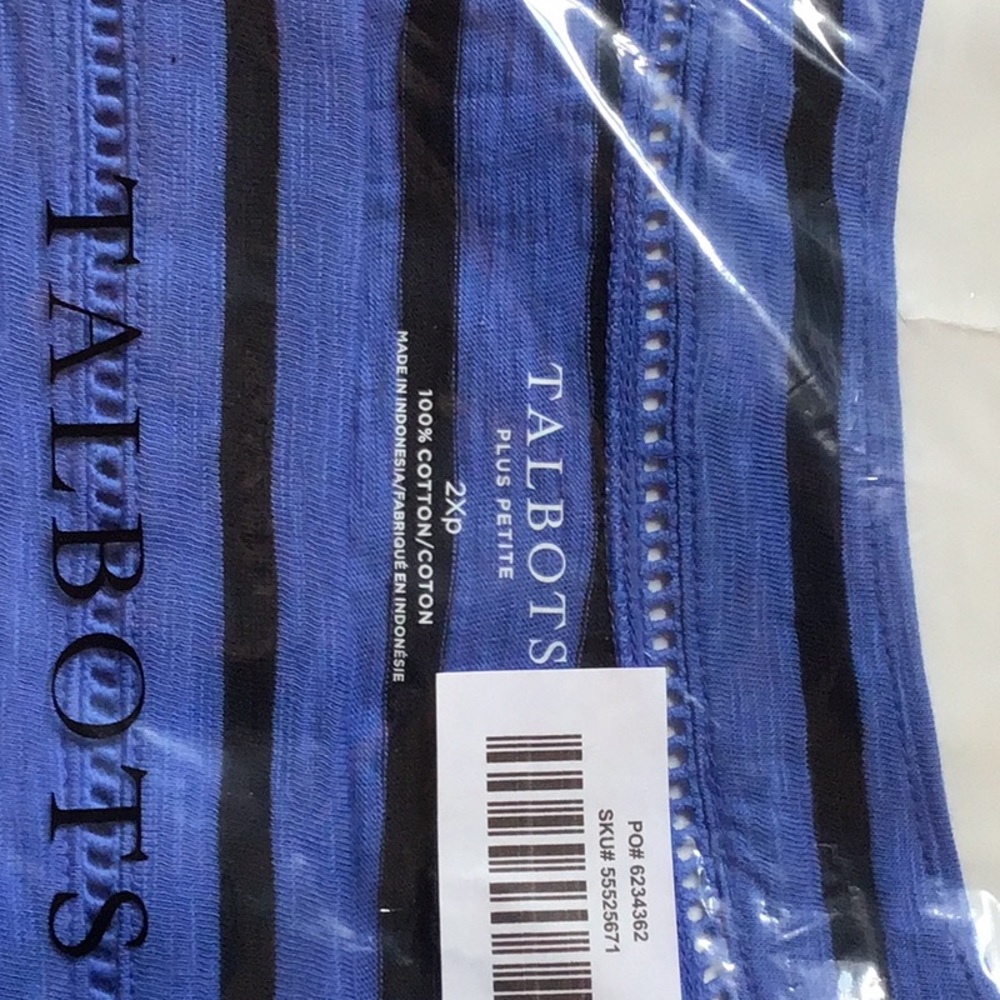 TALBOTS
PLUS PETITE
2Xp
100% COTTON/COTON
MADE IN INDONESIA/FABRIQUÉ EN INDONÉSIE
PO# 6234362
SKU# 55525671
TALBOTS